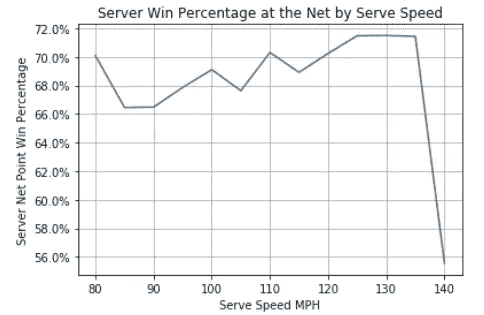 Server Win Percentage at the Net by Serve Speed
72.0%
70.0%
68.0%
66.0%
64.0%
62.0%
60.0%
58.0%
56.0%
Server Net Point Win Percentage
80 90 100 110 120 130 140
Serve Speed MPH